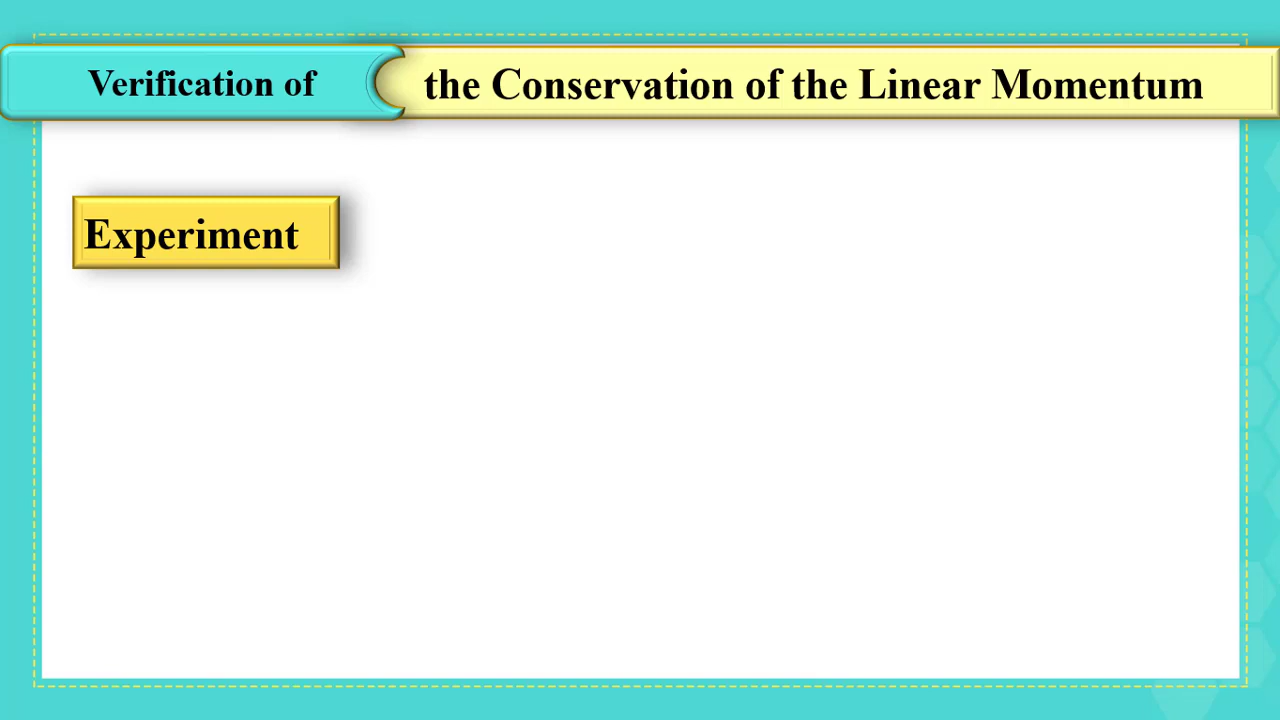 Verification of the Conservation of the Linear Momentum
Experiment